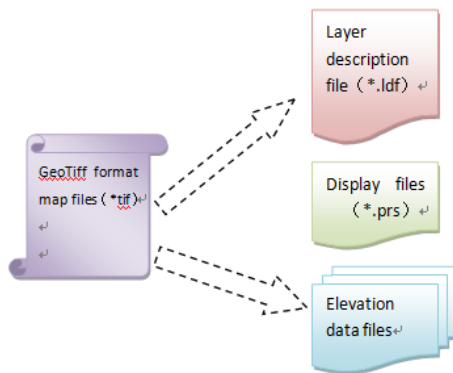 Layer
description
file（*.ldf）↵
GeoTiff format
map files（*tif）↵
↵
↵
Display files
（*.prs）↵
Elevation
data files↵